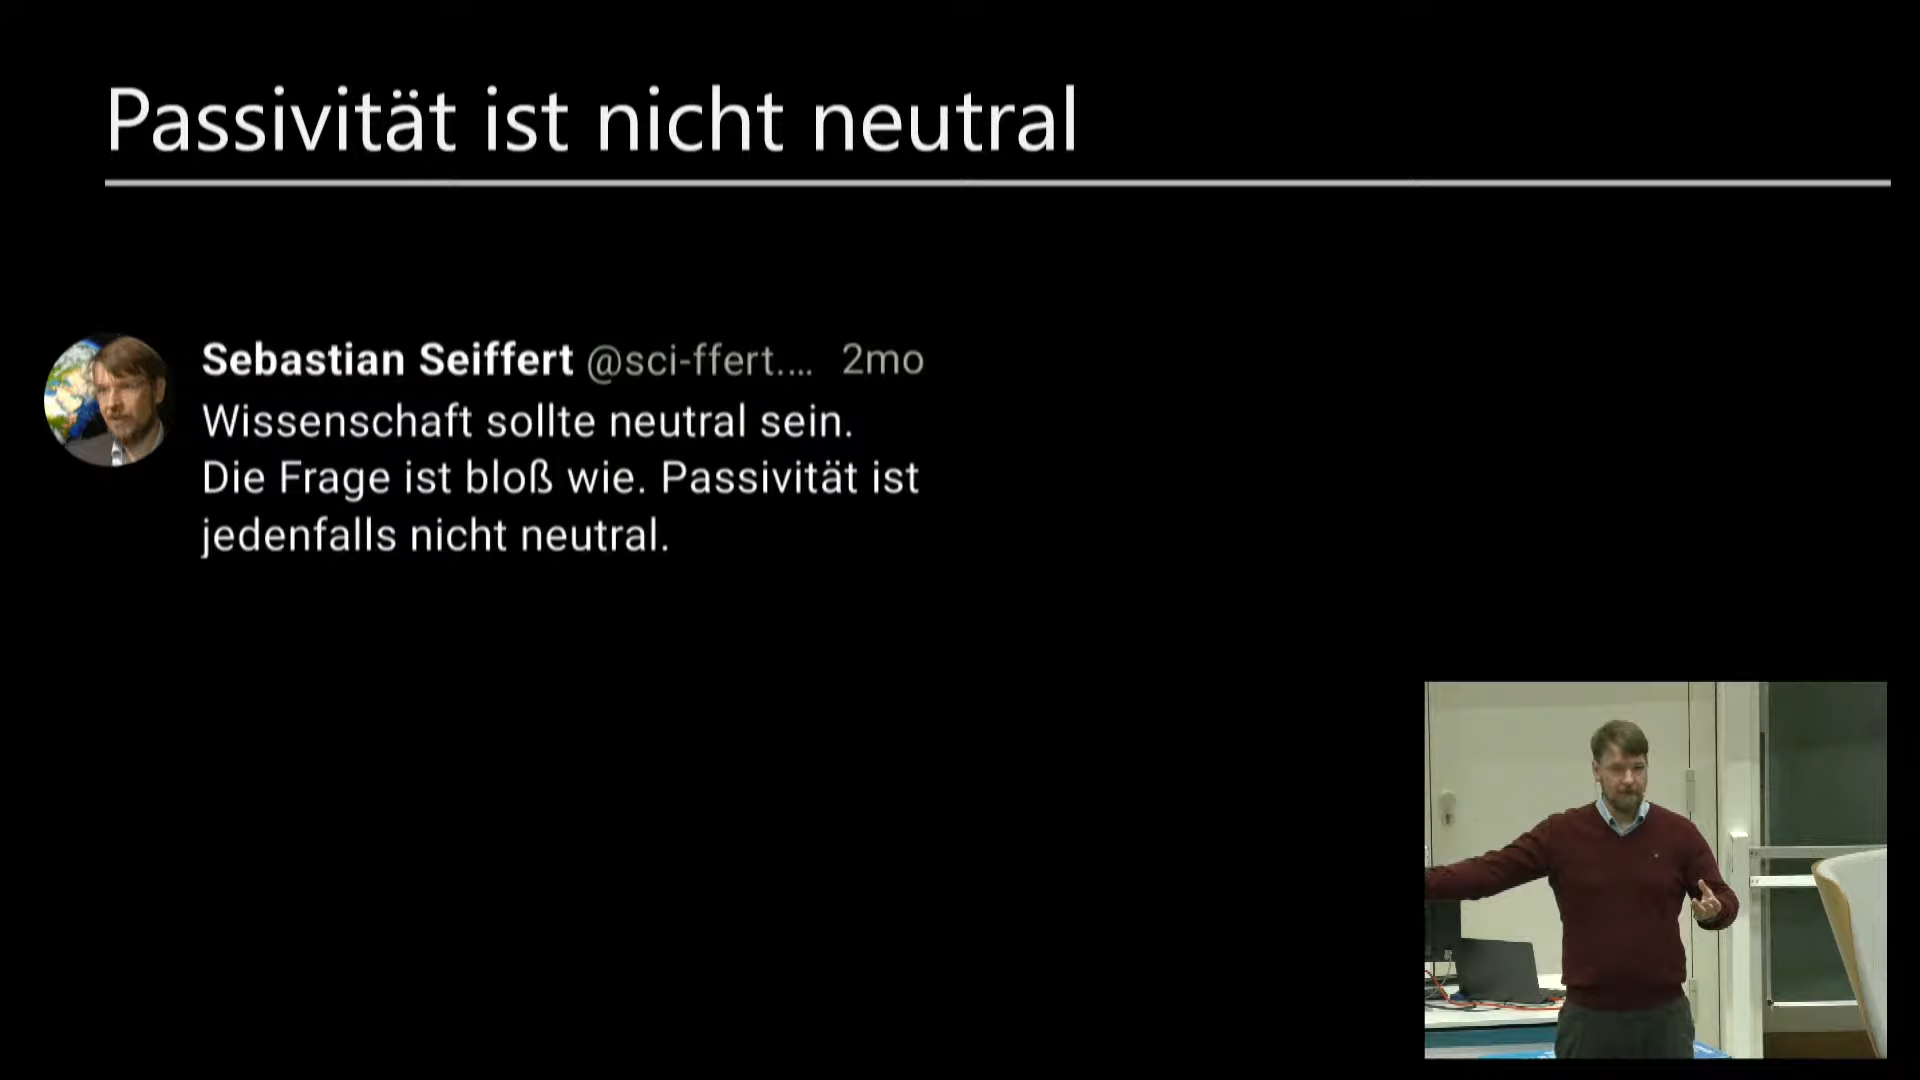 Passivität ist nicht neutral
Sebastian Seiffert @sci-ffert.... 2mo
Wissenschaft sollte neutral sein.
Die Frage ist bloß wie. Passivität ist
jedenfalls nicht neutral.